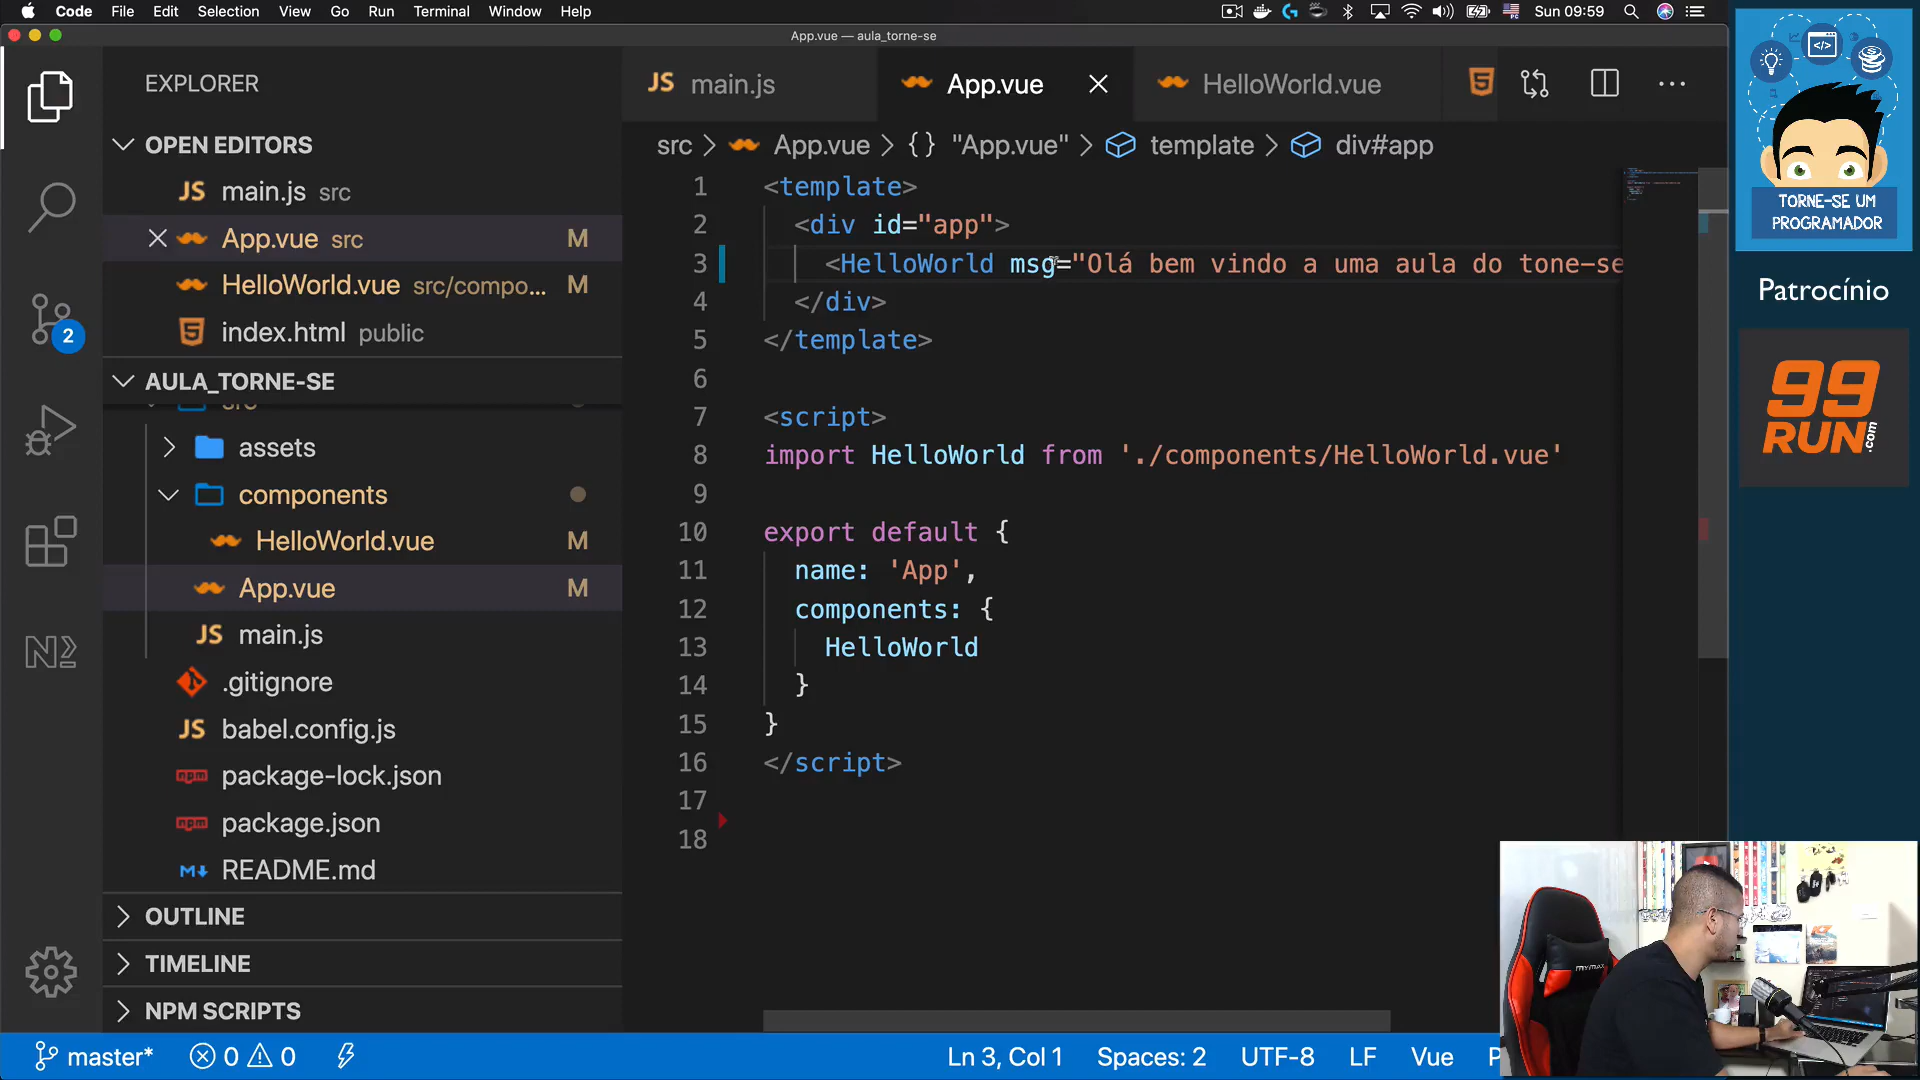 Code File Edit Selection View Go Run Terminal Window Help
Sun 09:59
App.vue — aula_torne-se
EXPLORER
OPEN EDITORS
main.js src
App.vue src M
HelloWorld.vue src/compo... M
index.html public
AULA_TORNE-SE
src
assets
components
HelloWorld.vue M
App.vue M
main.js
.gitignore
babel.config.js
package-lock.json
package.json
README.md
OUTLINE
TIMELINE
NPM SCRIPTS
2
JS main.js
App.vue
HelloWorld.vue
src > App.vue > {} "App.vue" > template > div#app
1 <template>
2 <div id="app">
3 <HelloWorld msg="Olá bem vindo a uma aula do tone-se
4 </div>
5 </template>
6
7 <script>
8 import HelloWorld from './components/HelloWorld.vue'
9
10 export default {
11 name: 'App',
12 components: {
13 HelloWorld
14 }
15 }
16 </script>
17
18
master* 0 0
Ln 3, Col 1 Spaces: 2 UTF-8 LF Vue P
TORNE-SE UM
PROGRAMADOR
Patrocínio
99
RUN.com